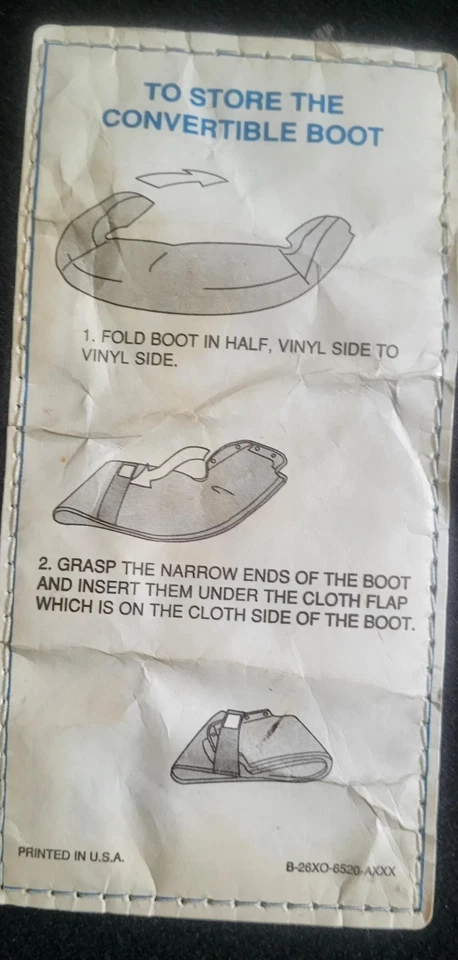 TO STORE THE
CONVERTIBLE BOOT
1. FOLD BOOT IN HALF, VINYL SIDE TO
VINYL SIDE.
2. GRASP THE NARROW ENDS OF THE BOOT
AND INSERT THEM UNDER THE CLOTH FLAP
WHICH IS ON THE CLOTH SIDE OF THE BOOT.
PRINTED IN U.S.A.
B-26XO-6520-AXXX